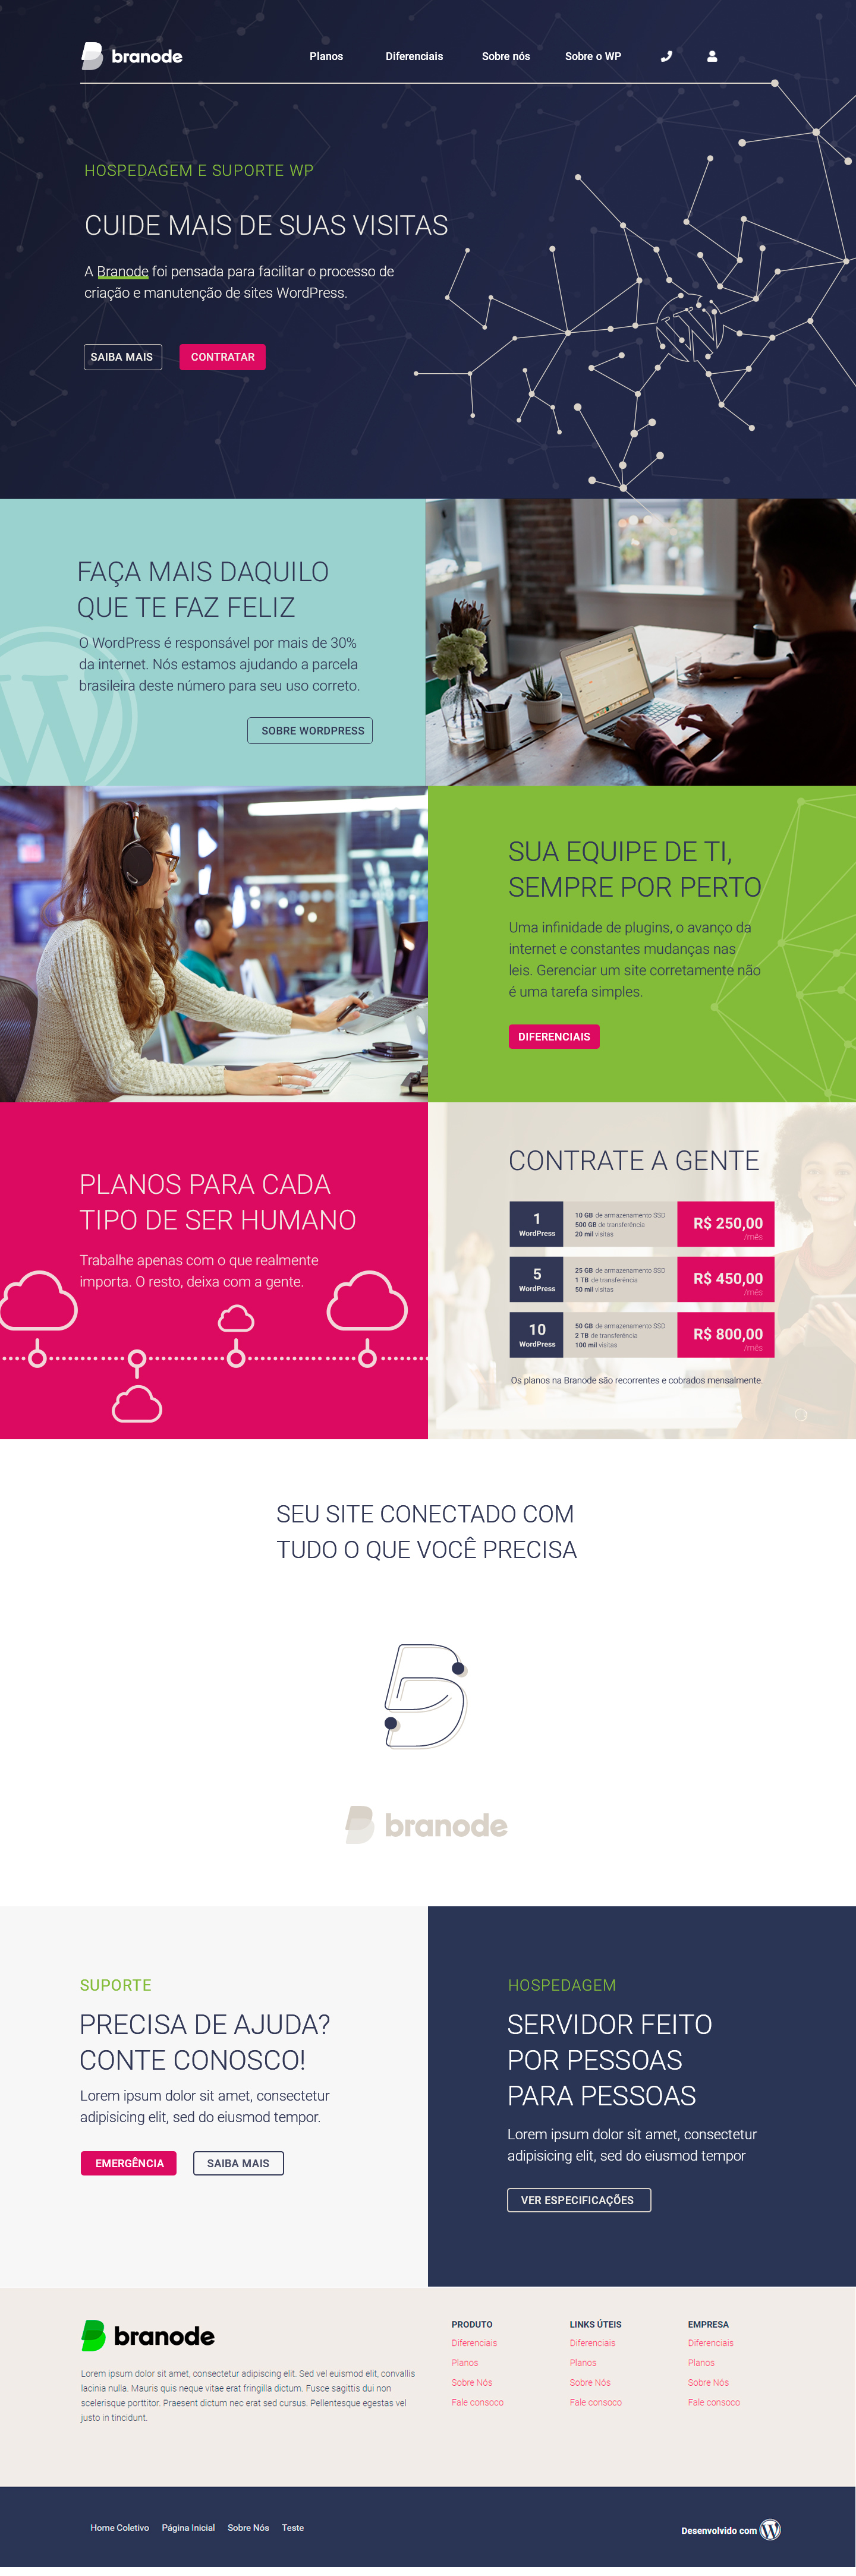 branode
Planos Diferenciais Sobre nós Sobre o WP
HOSPEDAGEM E SUPORTE WP
CUIDE MAIS DE SUAS VISITAS
A Branode foi pensada para facilitar o processo de
criação e manutenção de sites WordPress.
SAIBA MAIS CONTRATAR
FAÇA MAIS DAQUILO
QUE TE FAZ FELIZ
O WordPress é responsável por mais de 30%
da internet. Nós estamos ajudando a parcela
brasileira deste número para seu uso correto.
SOBRE WORDPRESS
SUA EQUIPE DE TI,
SEMPRE POR PERTO
Uma infinidade de plugins, o avanço da
internet e constantes mudanças nas
leis. Gerenciar um site corretamente não
é uma tarefa simples.
DIFERENCIAIS
PLANOS PARA CADA
TIPO DE SER HUMANO
Trabalhe apenas com o que realmente
importa. O resto, deixa com a gente.
CONTRATE A GENTE
1
WordPress
10 GB de armazenamento SSD
500 GB de transferência
20 mil visitas
R$ 250,00
/mês
5
WordPress
25 GB de armazenamento SSD
1 TB de transferência
50 mil visitas
R$ 450,00
/mês
10
WordPress
50 GB de armazenamento SSD
2 TB de transferência
100 mil visitas
R$ 800,00
/mês
Os planos na Branode são recorrentes e cobrados mensalmente.
SEU SITE CONECTADO COM
TUDO O QUE VOCÊ PRECISA
branode
SUPORTE
PRECISA DE AJUDA?
CONTE CONOSCO!
Lorem ipsum dolor sit amet, consectetur
adipisicing elit, sed do eiusmod tempor.
EMERGÊNCIA SAIBA MAIS
HOSPEDAGEM
SERVIDOR FEITO
POR PESSOAS
PARA PESSOAS
Lorem ipsum dolor sit amet, consectetur
adipisicing elit, sed do eiusmod tempor
VER ESPECIFICAÇÕES
branode
Lorem ipsum dolor sit amet, consectetur adipiscing elit. Sed vel euismod elit, convallis
lacinia nulla. Mauris quis neque vitae erat fringilla dictum. Fusce sagittis dui non
scelerisque porttitor. Praesent dictum nec erat sed cursus. Pellentesque egestas vel
justo in tincidunt.
PRODUTO
Diferenciais
Planos
Sobre Nós
Fale consoco
LINKS ÚTEIS
Diferenciais
Planos
Sobre Nós
Fale consoco
EMPRESA
Diferenciais
Planos
Sobre Nós
Fale consoco
Home Coletivo Página Inicial Sobre Nós Teste
Desenvolvido com